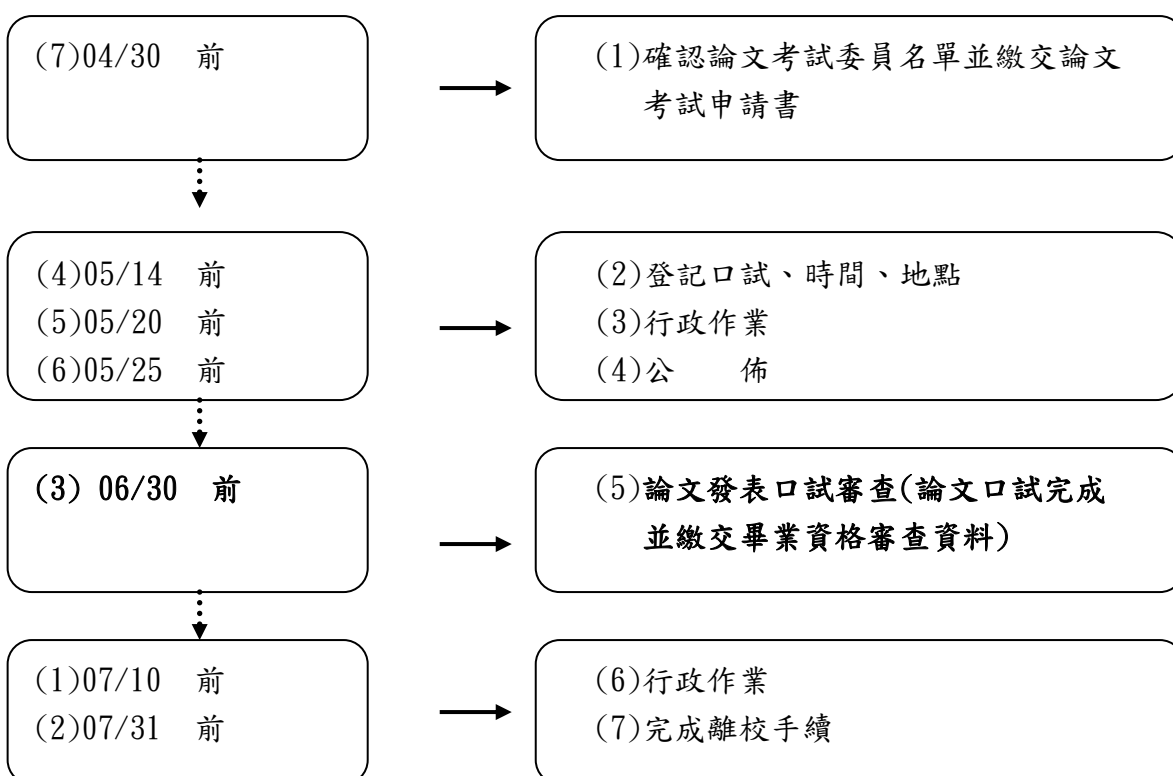 (7)04/30 前
(1)確認論文考試委員名單並繳交論文
考試申請書
(4)05/14 前
(5)05/20 前
(6)05/25 前
(2)登記口試、時間、地點
(3)行政作業
(4)公 佈
(3) 06/30 前
(5)論文發表口試審查(論文口試完成
並繳交畢業資格審查資料)
(1)07/10 前
(2)07/31 前
(6)行政作業
(7)完成離校手續